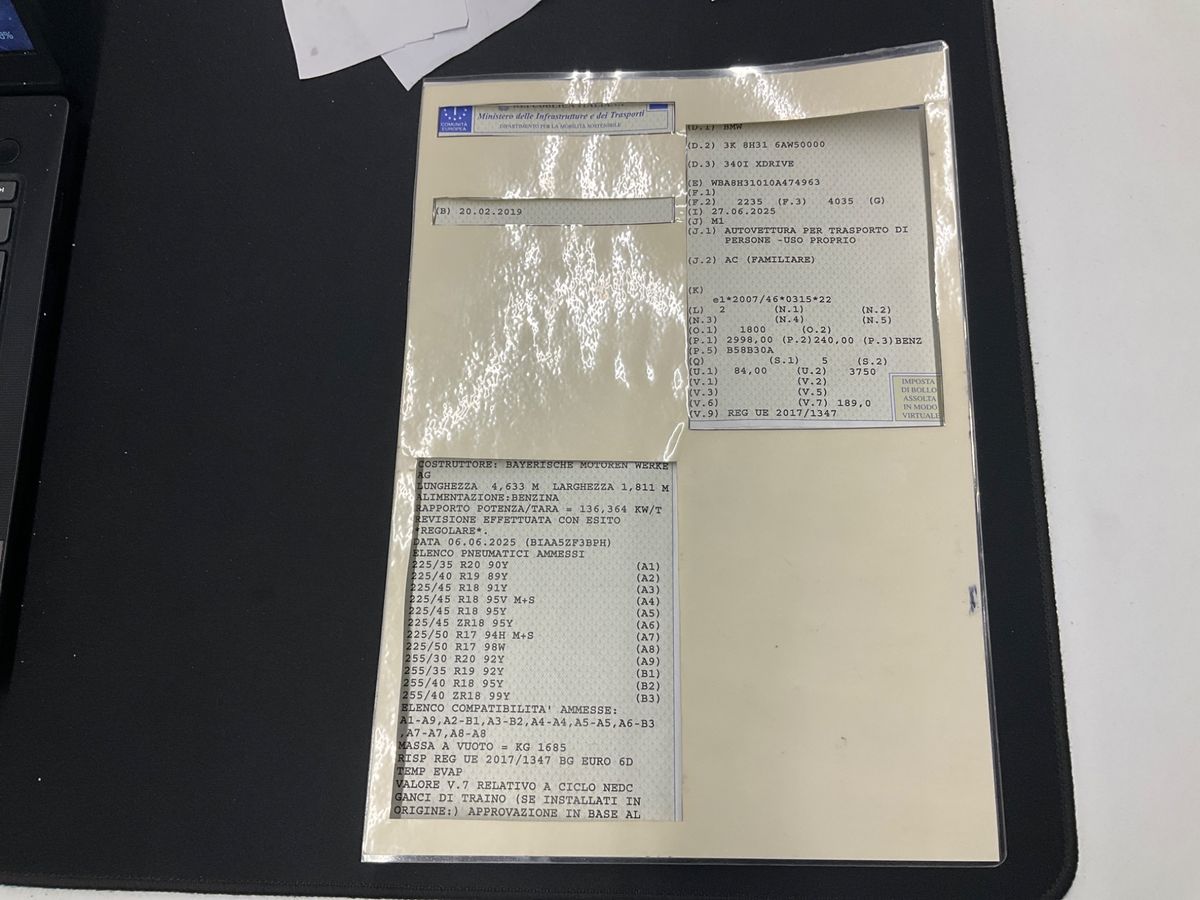 COMUNITÀ
EUROPEA
Ministero delle Infrastrutture e dei Trasporti
DIPARTIMENTO PER LA MOBILITÀ SOSTENIBILE
(B) 20.02.2019
(D.1) BMW
(D.2) 3K 8H31 6AW50000
(D.3) 340I XDRIVE
(E) WBA8H31010A474963
(F.1)
(F.2) 2235 (F.3) 4035 (G)
(I) 27.06.2025
(J) M1
(J.1) AUTOVETTURA PER TRASPORTO DI
PERSONE -USO PROPRIO
(J.2) AC (FAMILIARE)
(K)
e1*2007/46*0315*22
(L) 2 (N.1) (N.2)
(N.3) (N.4) (N.5)
(O.1) 1800 (O.2)
(P.1) 2998,00 (P.2)240,00 (P.3)BENZ
(P.5) B58B30A
(Q) (S.1) 5 (S.2)
(U.1) 84,00 (U.2) 3750
(V.1) (V.2)
(V.3) (V.5)
(V.6) (V.7) 189,0
(V.9) REG UE 2017/1347
IMPOSTA
DI BOLLO
ASSOLTA
IN MODO
VIRTUALE
COSTRUTTORE: BAYERISCHE MOTOREN WERKE
AG
LUNGHEZZA 4,633 M LARGHEZZA 1,811 M
ALIMENTAZIONE:BENZINA
RAPPORTO POTENZA/TARA = 136,364 KW/T
REVISIONE EFFETTUATA CON ESITO
*REGOLARE*.
DATA 06.06.2025 (BIAA5ZF3BPH)
ELENCO PNEUMATICI AMMESSI
225/35 R20 90Y (A1)
225/40 R19 89Y (A2)
225/45 R18 91Y (A3)
225/45 R18 95V M+S (A4)
225/45 R18 95Y (A5)
225/45 ZR18 95Y (A6)
225/50 R17 94H M+S (A7)
225/50 R17 98W (A8)
255/30 R20 92Y (A9)
255/35 R19 92Y (B1)
255/40 R18 95Y (B2)
255/40 ZR18 99Y (B3)
ELENCO COMPATIBILITA' AMMESSE:
A1-A9,A2-B1,A3-B2,A4-A4,A5-A5,A6-B3
,A7-A7,A8-A8
MASSA A VUOTO = KG 1685
RISP REG UE 2017/1347 BG EURO 6D
TEMP EVAP
VALORE V.7 RELATIVO A CICLO NEDC
GANCI DI TRAINO (SE INSTALLATI IN
ORIGINE:) APPROVAZIONE IN BASE AL